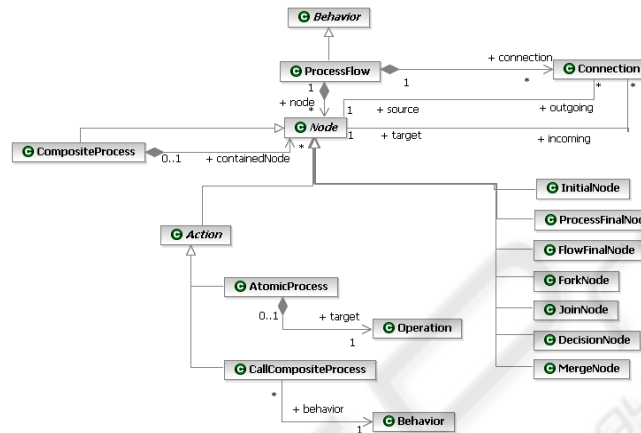 Behavior
ProcessFlow
+ connection
Connection
1
*
1
* *
+ node
*
1
+ source
+ outgoing
Node
1
+ target
+ incoming
CompositeProcess
0..1
+ containedNode
*
InitialNode
ProcessFinalNod
Action
FlowFinalNode
AtomicProcess
ForkNode
0..1
+ target
1
Operation
JoinNode
DecisionNode
CallCompositeProcess
MergeNode
*
+ behavior
1
Behavior